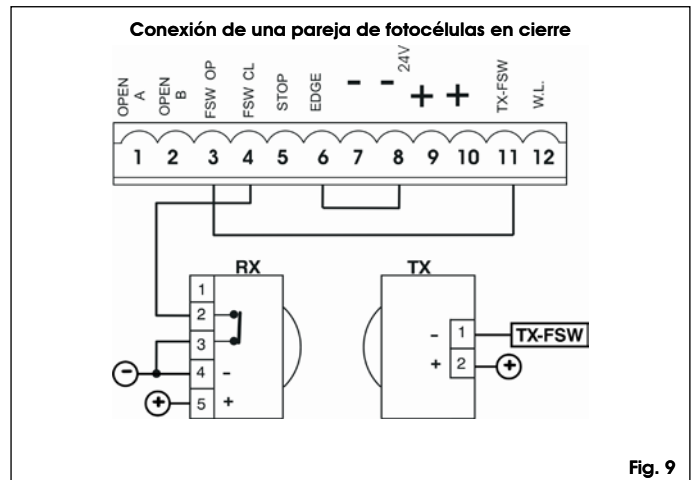 Conexión de una pareja de fotocélulas en cierre
OPEN A
OPEN B
FSW OP
FSW CL
STOP
EDGE
- - 24V
+ +
TX-FSW
W.L.
1 2 3 4 5 6 7 8 9 10 11 12
RX
1
2
3
4 -
5 +
- 
+
TX
- 1 TX-FSW
+ 2 +
Fig. 9